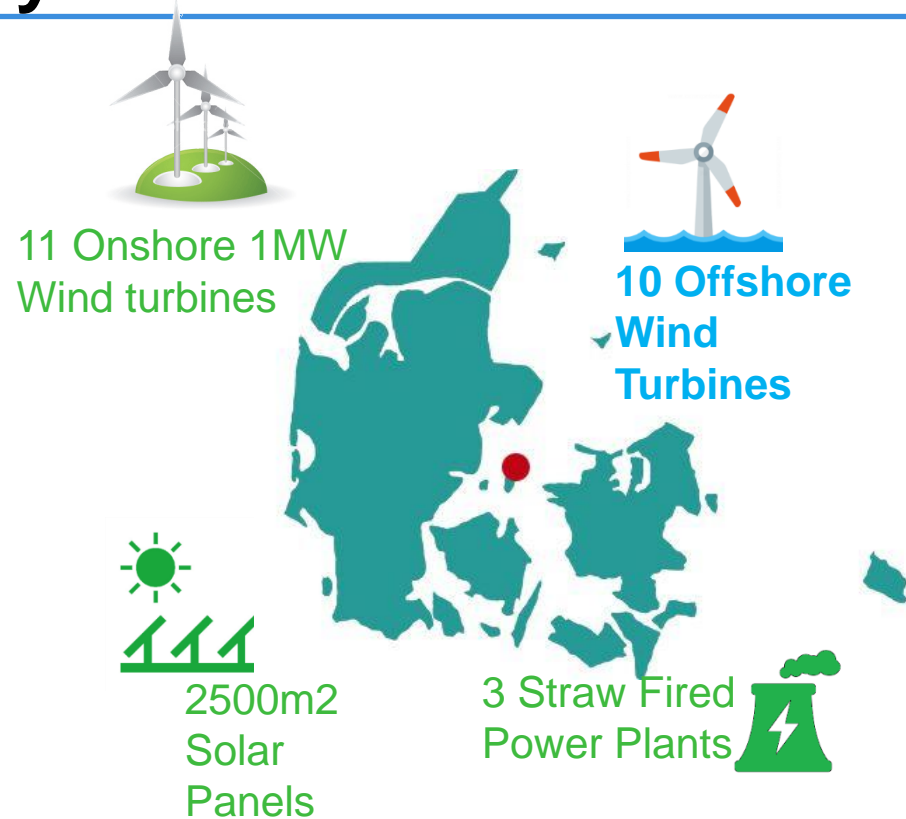 11 Onshore 1MW
Wind turbines
10 Offshore
Wind
Turbines
2500m2
Solar
Panels
3 Straw Fired
Power Plants